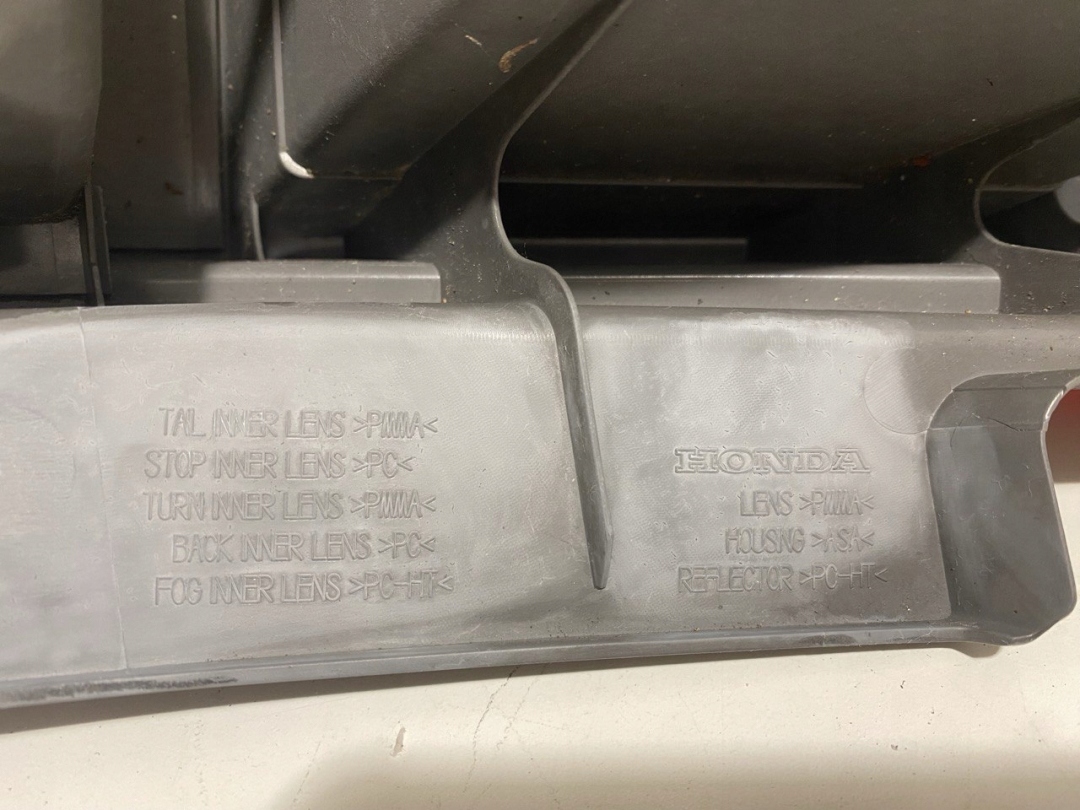 TAIL INNER LENS >PMMA<
STOP INNER LENS >PC<
TURN INNER LENS >PMMA<
BACK INNER LENS >PC<
FOG INNER LENS >PC-HT<
HONDA
LENS >PMMA<
HOUSING >ASA<
REFLECTOR >PC-HT<